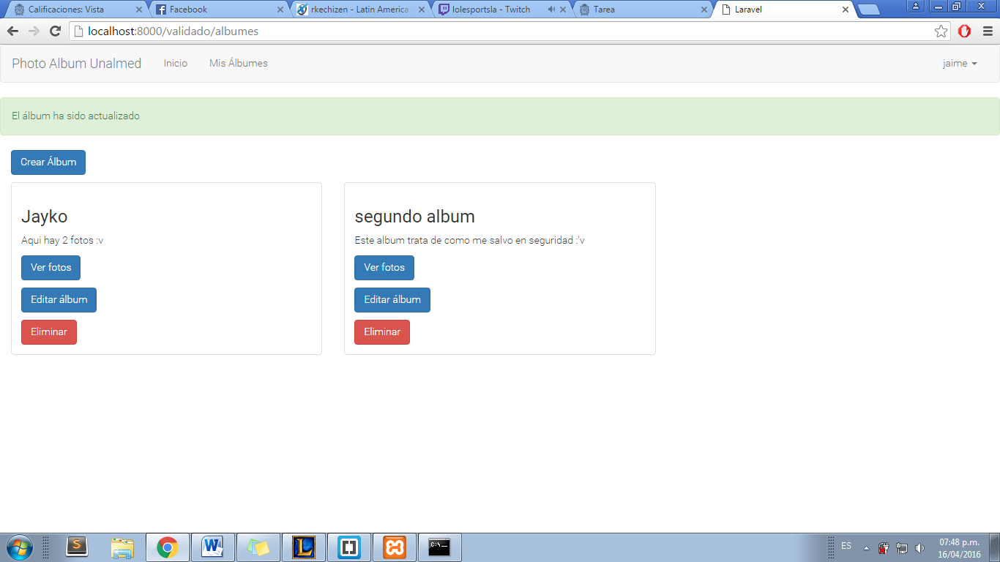 Calificaciones: Vista
Facebook
rkechizen - Latin America
lolesportsla - Twitch
Tarea
Laravel
localhost:8000/validado/albumes
Photo Album Unalmed
Inicio
Mis Álbumes
jaime
El álbum ha sido actualizado
Crear Álbum
Jayko
Aqui hay 2 fotos :v
Ver fotos
Editar álbum
Eliminar
segundo album
Este album trata de como me salvo en seguridad :'v
Ver fotos
Editar álbum
Eliminar
C:\_
ES
07:48 p.m.
16/04/2016